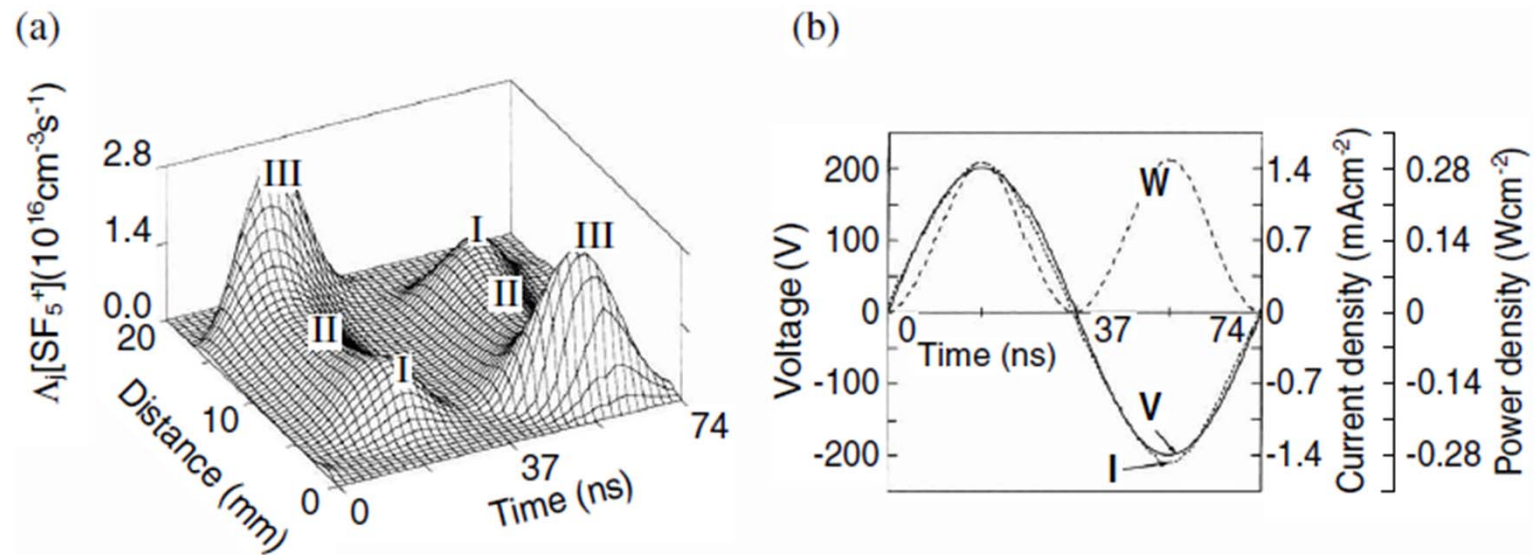 (a)
Λj[SF5+](10^16cm-3s-1)
2.8
1.4
0.0
20
10
0
Distance (mm)
0
37
74
Time (ns)
III
I
III
II
II
I
(b)
Voltage (V)
200
100
0
-100
-200
0
37
74
Time (ns)
W
V
I
1.4
0.7
0
-0.7
-1.4
Current density (mAcm-2)
0.28
0.14
0
-0.14
-0.28
Power density (Wcm-2)